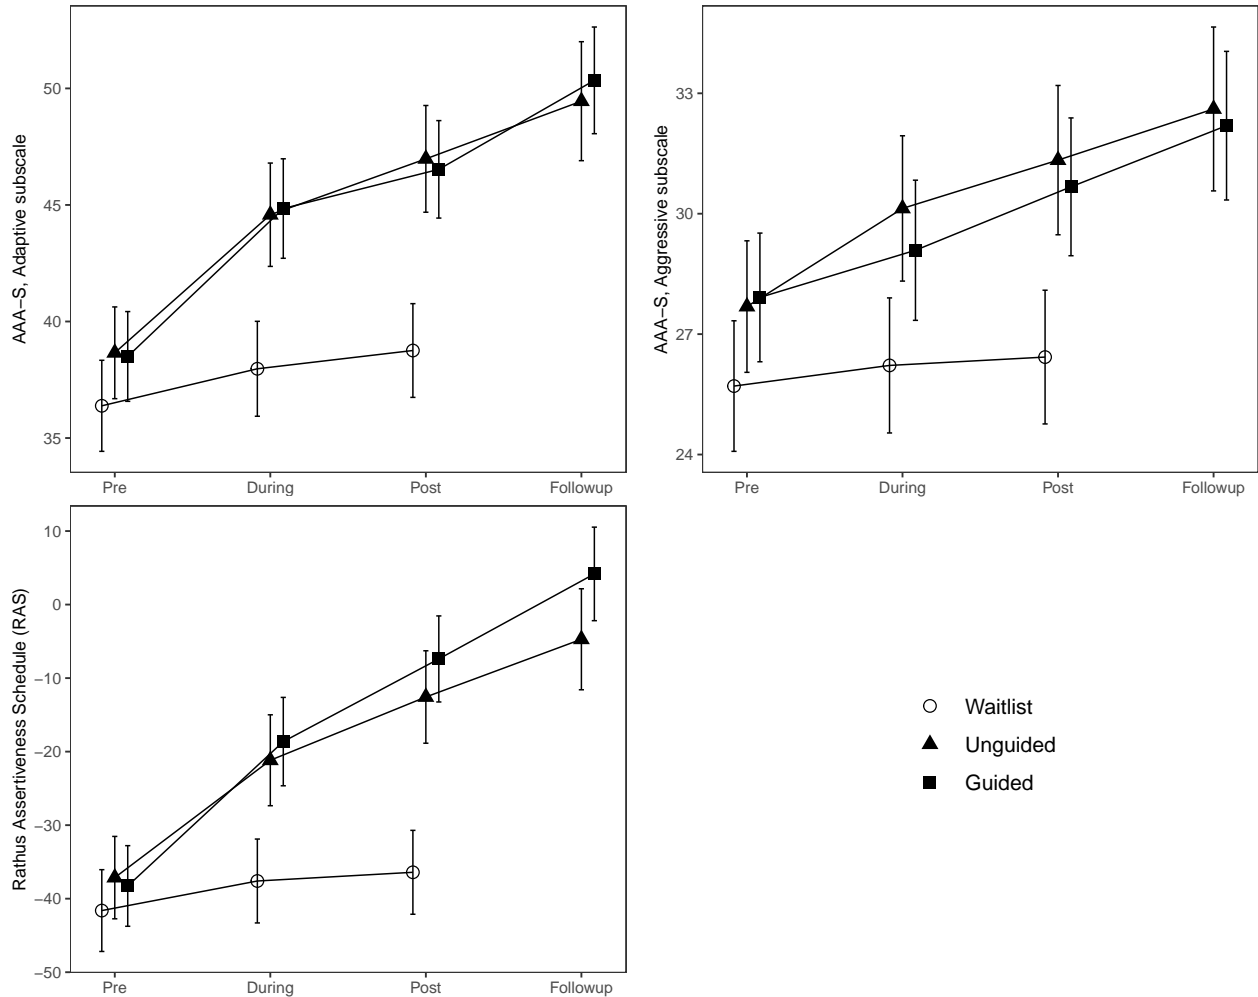 AAA−S, Adaptive subscale
50
45
40
35
Pre During Post Followup
AAA−S, Aggressive subscale
33
30
27
24
Pre During Post Followup
Rathus Assertiveness Schedule (RAS)
10
0
−10
−20
−30
−40
−50
Pre During Post Followup
Waitlist
Unguided
Guided